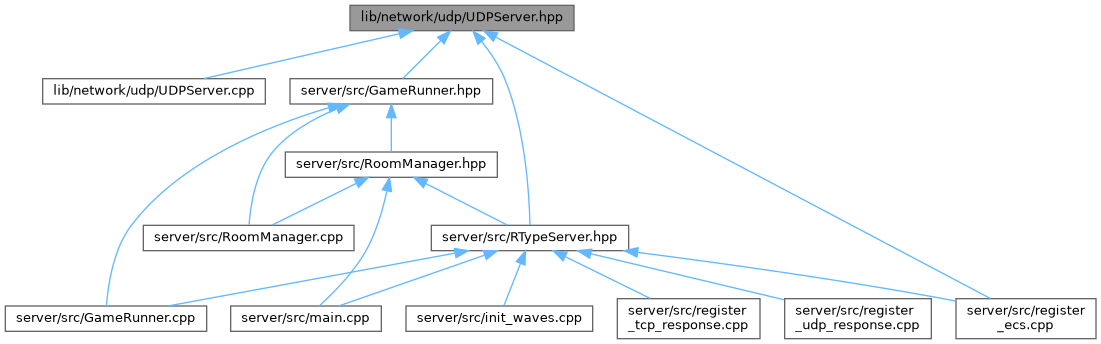 lib/network/udp/UDPServer.hpp
lib/network/udp/UDPServer.cpp
server/src/GameRunner.hpp
server/src/RoomManager.hpp
server/src/RoomManager.cpp
server/src/RTypeServer.hpp
server/src/GameRunner.cpp
server/src/main.cpp
server/src/init_waves.cpp
server/src/register
_tcp_response.cpp
server/src/register
_udp_response.cpp
server/src/register
_ecs.cpp